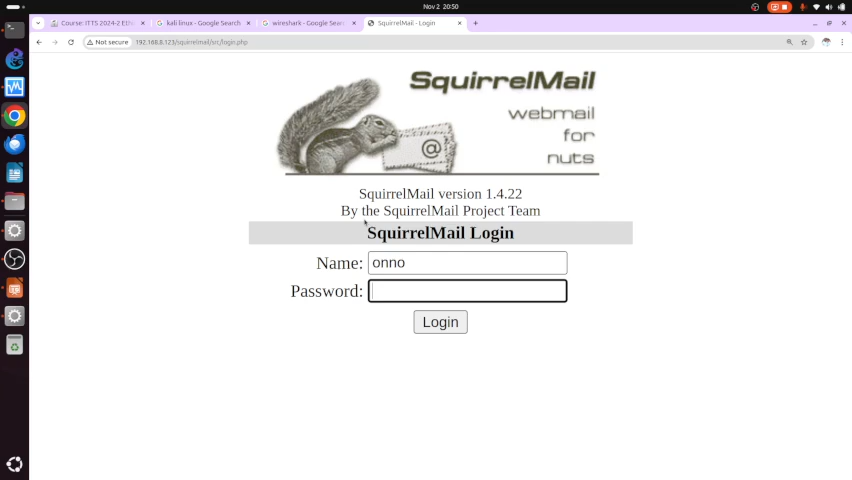 Nov 2 20:50
Course: ITTS 2024-2 Eth
kali linux - Google Search
wireshark - Google Sear
SquirrelMail - Login
Not secure
192.168.8.123/squirrelmail/src/login.php
SquirrelMail
webmail
for
nuts
@
SquirrelMail version 1.4.22
By the SquirrelMail Project Team
SquirrelMail Login
Name: onno
Password:
Login